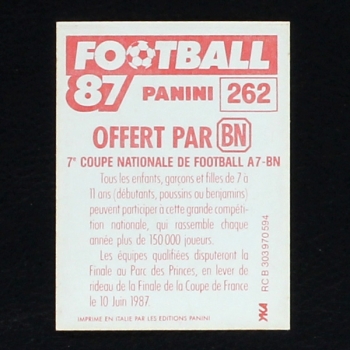 FOOTBALL
87 PANINI 262
OFFERT PAR BN
7e COUPE NATIONALE DE FOOTBALL A7-BN
Tous les enfants, garçons et filles de 7 à
11 ans (débutants, poussins ou benjamins)
peuvent participer à cette grande compéti-
tion nationale, qui rassemble chaque
année plus de 150 000 joueurs.
Les équipes qualifiées disputeront la
Finale au Parc des Princes, en lever de
rideau de la Finale de la Coupe de France
le 10 Juin 1987.
IMPRIME EN ITALIE PAR LES EDITIONS PANINI
RC B 303 970 594